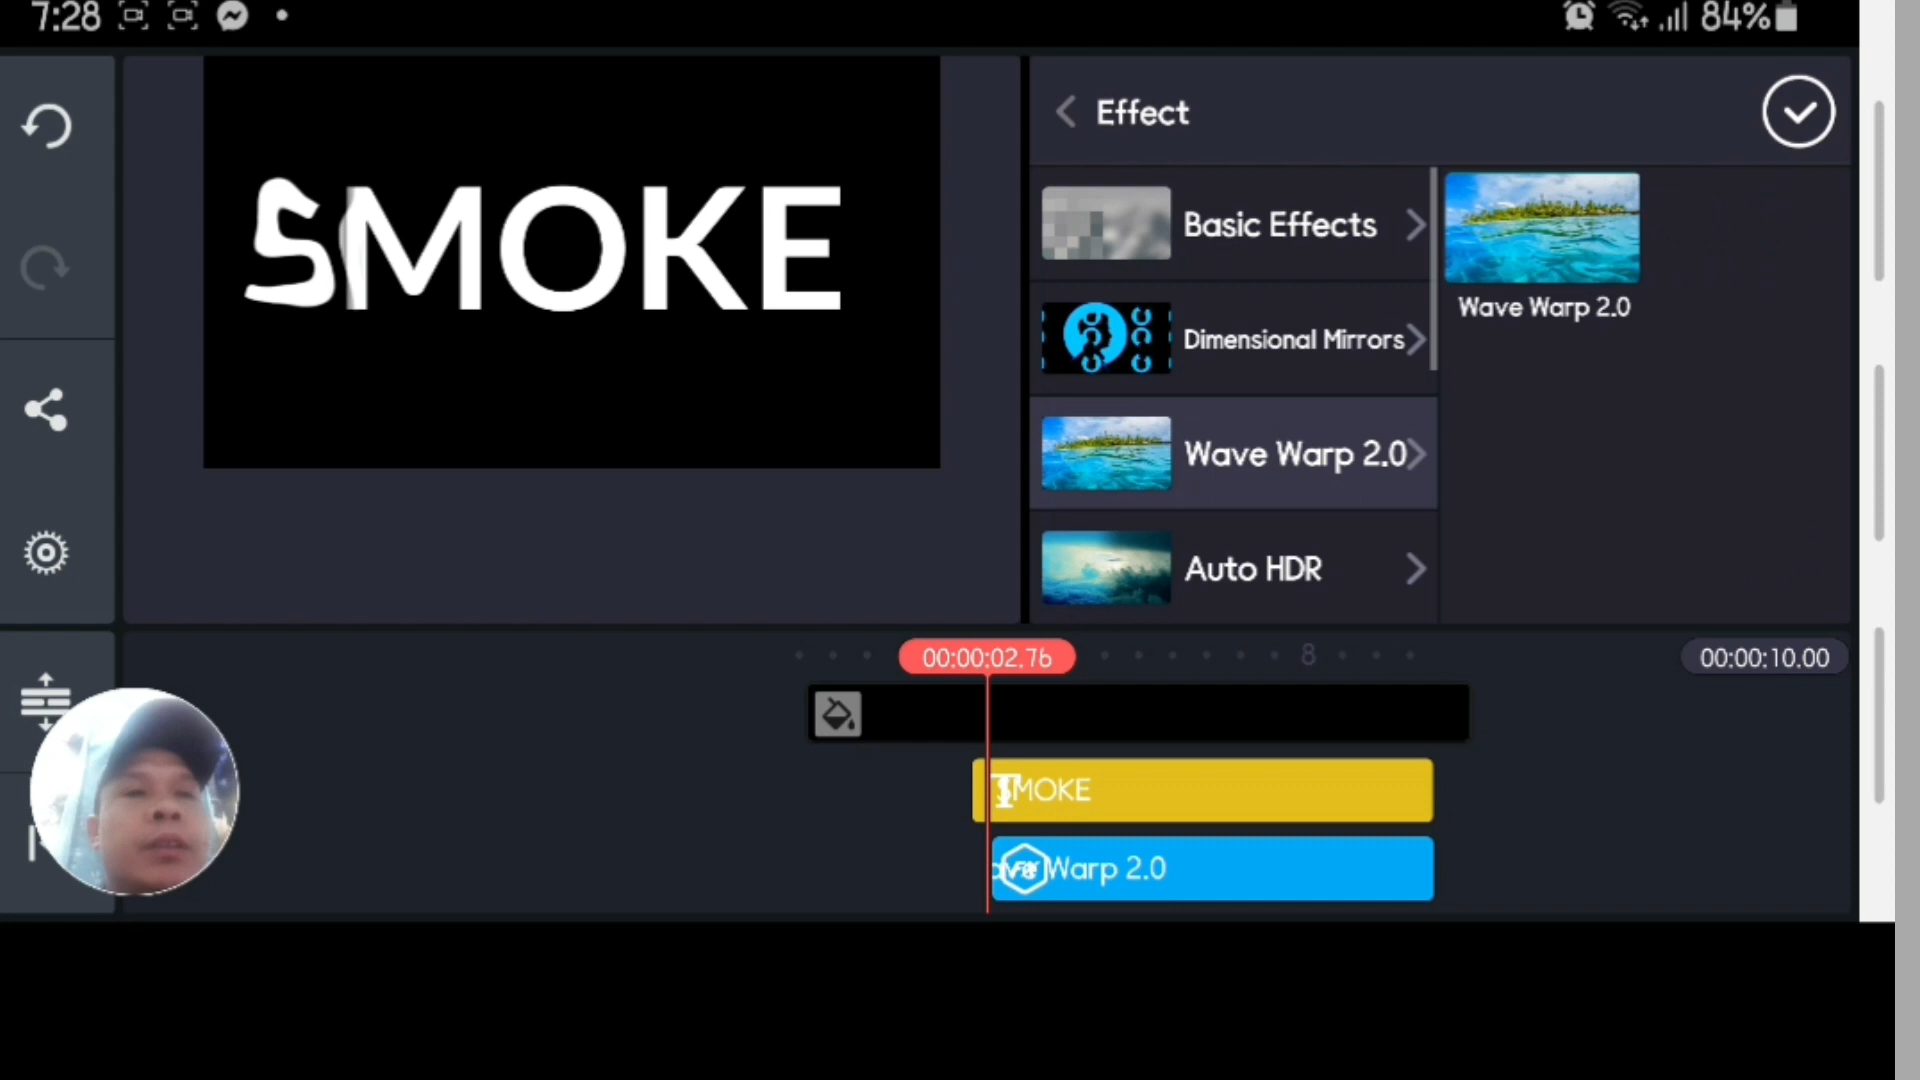 7:28
84%
SMOKE
Effect
Basic Effects
Dimensional Mirrors
Wave Warp 2.0
Auto HDR
Wave Warp 2.0
00:00:02.76
8
00:00:10.00
SMOKE
Warp 2.0